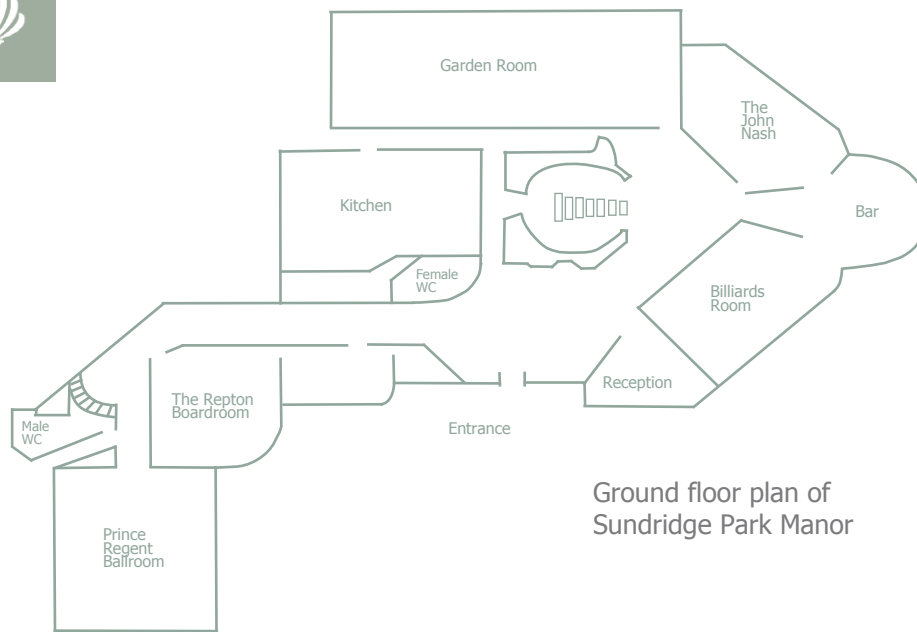 Garden Room
The
John
Nash
Kitchen
Bar
Female
WC
Billiards
Room
Reception
The Repton
Boardroom
Male
WC
Entrance
Prince
Regent
Ballroom
Ground floor plan of
Sundridge Park Manor